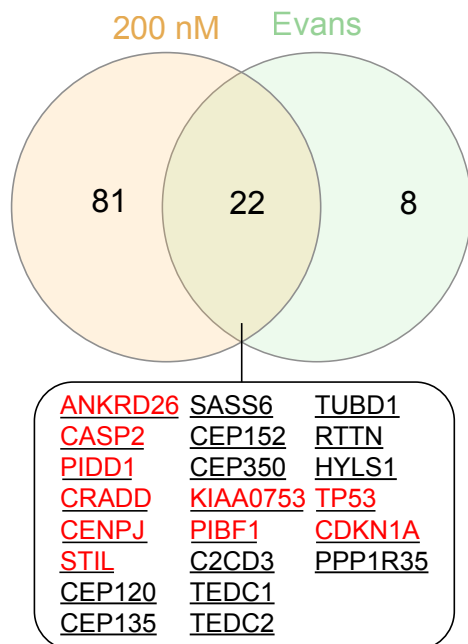 200 nM Evans
81 22 8
ANKRD26 SASS6 TUBD1
CASP2 CEP152 RTTN
PIDD1 CEP350 HYLS1
CRADD KIAA0753 TP53
CENPJ PIBF1 CDKN1A
STIL C2CD3 PPP1R35
CEP120 TEDC1
CEP135 TEDC2